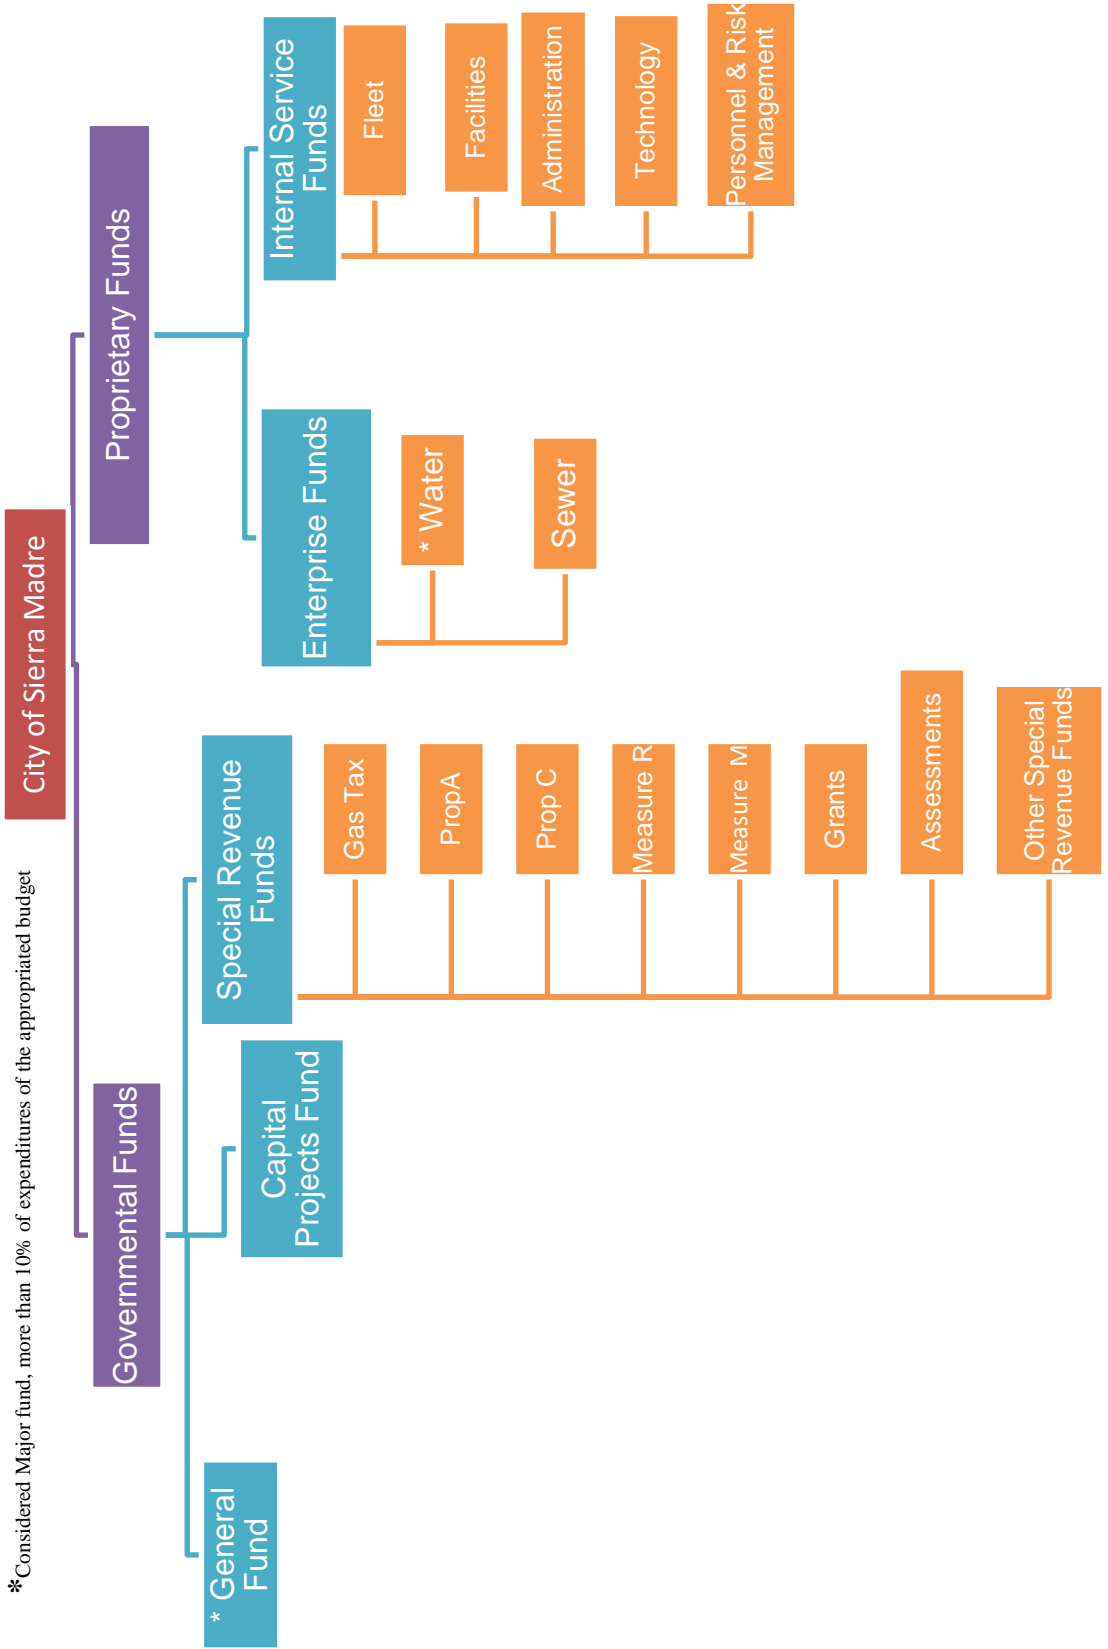 *Considered Major fund, more than 10% of expenditures of the appropriated budget
City of Sierra Madre
Governmental Funds
Proprietary Funds
* General
Fund
Capital
Projects Fund
Special Revenue
Funds
Gas Tax
PropA
Prop C
Measure R
Measure M
Grants
Assessments
Other Special
Revenue Funds
Enterprise Funds
* Water
Sewer
Internal Service
Funds
Fleet
Facilities
Administration
Technology
Personnel & Risk
Management